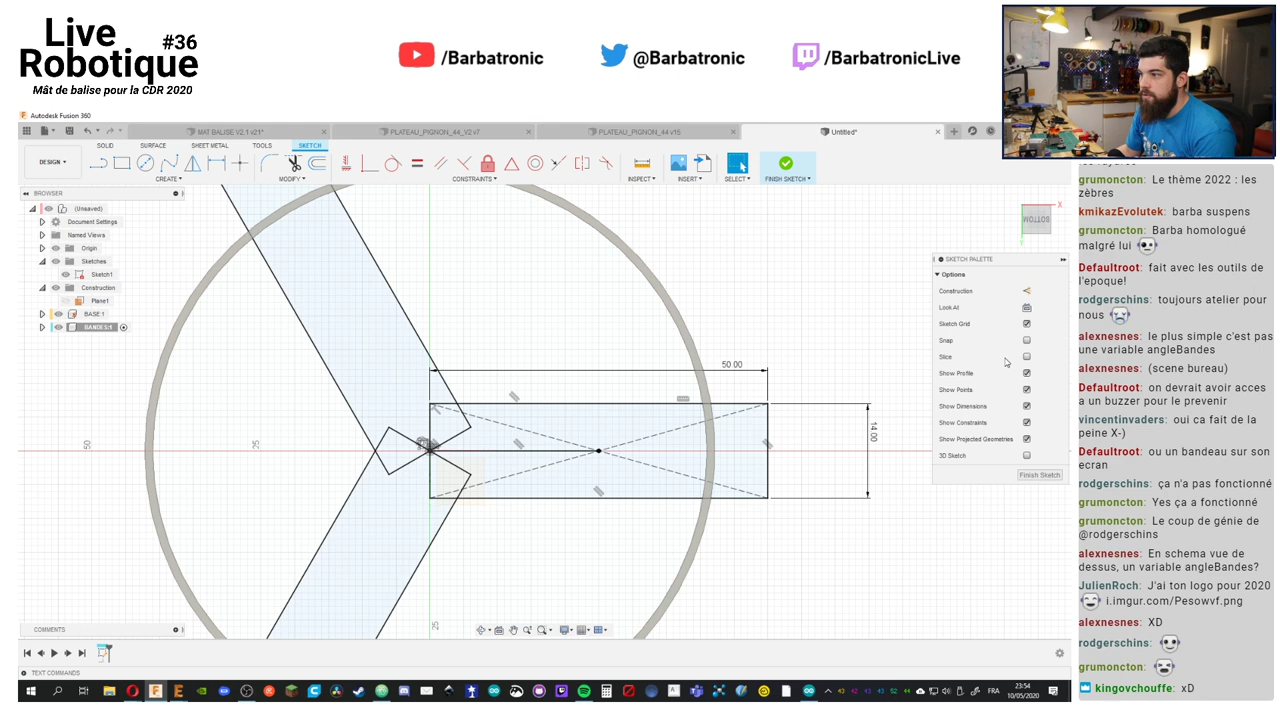 Live
Robotique
#36
Mât de balise pour la CDR 2020
/Barbatronic
@Barbatronic
/BarbatronicLive
Autodesk Fusion 360
MAT BALISE V2.1 v21*
PLATEAU_PIGNON_44_V2 v7
PLATEAU_PIGNON_44 v15
Untitled*
SOLID
SURFACE
SHEET METAL
TOOLS
SKETCH
DESIGN
CREATE
MODIFY
CONSTRAINTS
INSPECT
INSERT
SELECT
FINISH SKETCH
BROWSER
(Unsaved)
Document Settings
Named Views
Origin
Sketches
Sketch1
Construction
Plane1
BASE:1
BANDES:1
50
25
50.00
14.00
25
BOTTOM
X
Y
SKETCH PALETTE
Options
Construction
Look At
Sketch Grid
Snap
Slice
Show Profile
Show Points
Show Dimensions
Show Constraints
Show Projected Geometries
3D Sketch
Finish Sketch
COMMENTS
TEXT COMMANDS
FRA
23:54
10/05/2020
grumoncton: Le thème 2022 : les
zèbres
kmikazEvolutek: barba suspens
grumoncton: Barba homologué
malgré lui
Defaultroot: fait avec les outils de
l'epoque!
rodgerschins: toujours atelier pour
nous
alexnesnes: le plus simple c'est pas
une variable angleBandes
alexnesnes: (scene bureau)
Defaultroot: on devrait avoir acces
a un buzzer pour le prevenir
vincentinvaders: oui ca fait de la
peine X-)
Defaultroot: ou un bandeau sur son
ecran
rodgerschins: ça n'a pas fonctionné
grumoncton: Yes ça a fonctionné
grumoncton: Le coup de génie de
@rodgerschins
alexnesnes: En schema vue de
dessus, un variable angleBandes?
JulienRoch: J'ai ton logo pour 2020
i.imgur.com/Pesowvf.png
alexnesnes: XD
rodgerschins:
grumoncton:
kingovchouffe: xD